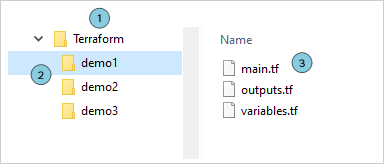 1
Terraform
2
demo1
demo2
demo3
Name
main.tf
3
outputs.tf
variables.tf